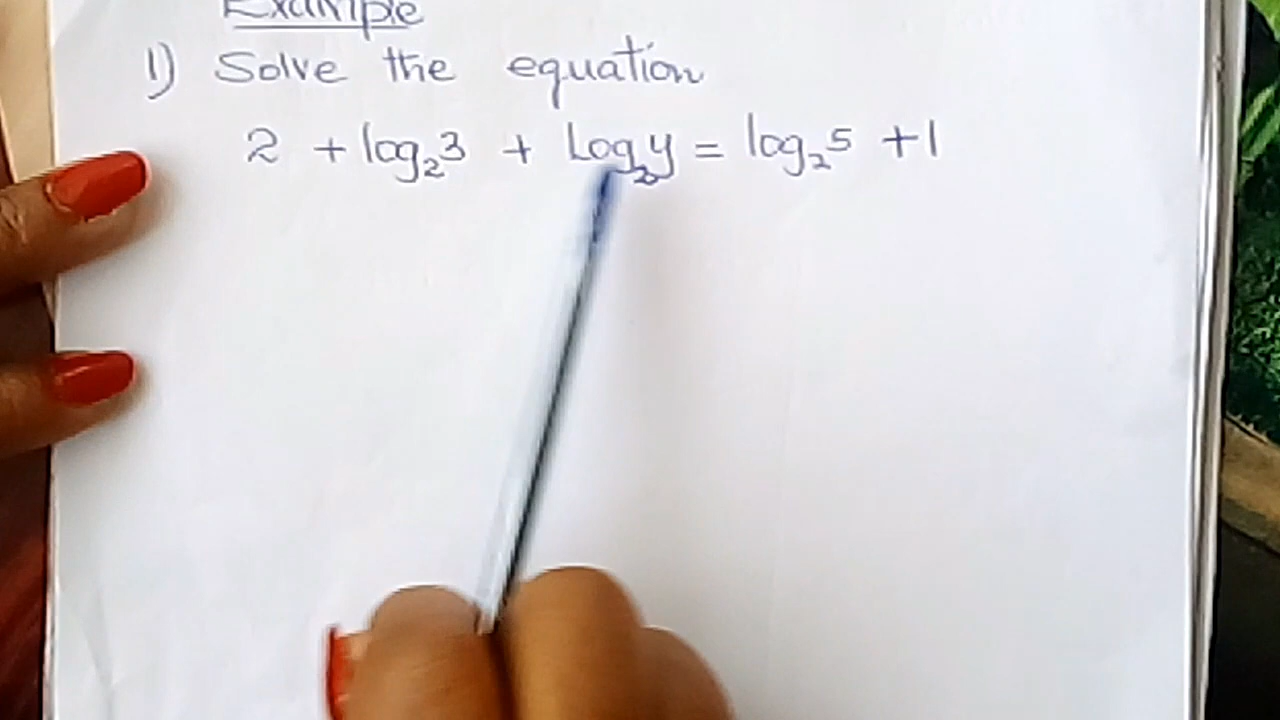 Example
1) Solve the equation
2 + log₂3 + Log₂y = log₂5 + 1